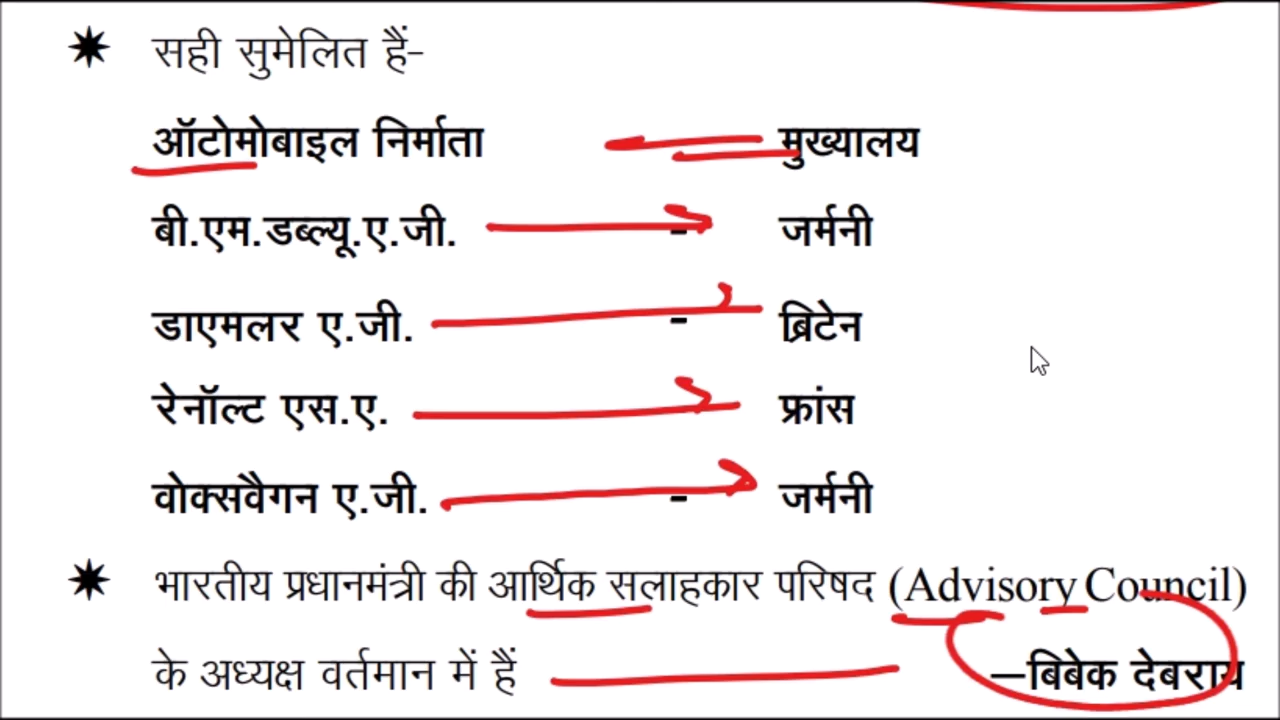 ✷ सही सुमेलित हैं–
ऑटोमोबाइल निर्माता मुख्यालय
बी.एम.डब्ल्यू.ए.जी. - जर्मनी
डाएमलर ए.जी. - ब्रिटेन
रेनॉल्ट एस.ए. फ्रांस
वोक्सवैगन ए.जी. - जर्मनी
✷ भारतीय प्रधानमंत्री की आर्थिक सलाहकार परिषद (Advisory Council)
के अध्यक्ष वर्तमान में हैं —बिबेक देबराय